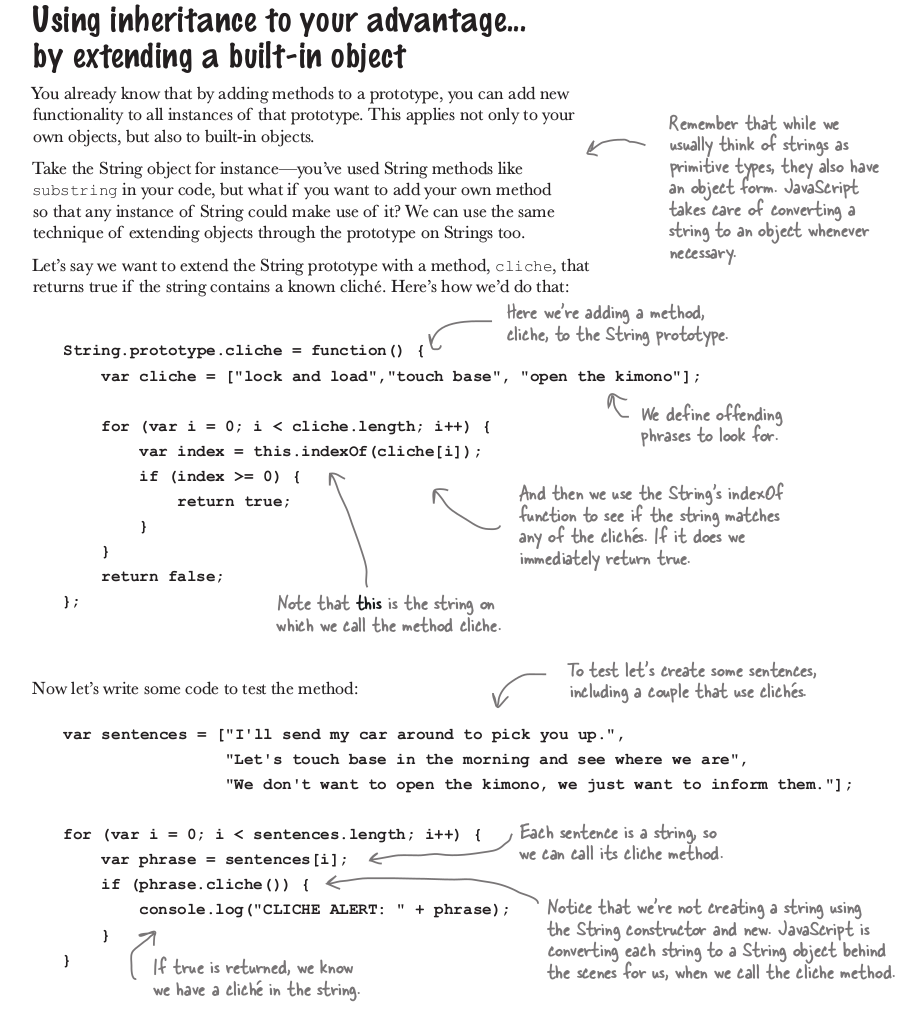 Using inheritance to your advantage...
by extending a built-in object
You already know that by adding methods to a prototype, you can add new
functionality to all instances of that prototype. This applies not only to your
own objects, but also to built-in objects.
Remember that while we
usually think of strings as
primitive types, they also have
an object form. JavaScript
takes care of converting a
string to an object whenever
necessary.
Take the String object for instance—you've used String methods like
substring in your code, but what if you want to add your own method
so that any instance of String could make use of it? We can use the same
technique of extending objects through the prototype on Strings too.
Let's say we want to extend the String prototype with a method, cliche, that
returns true if the string contains a known cliché. Here's how we'd do that:
Here we're adding a method,
cliche, to the String prototype.
String.prototype.cliche = function() {
var cliche = ["lock and load","touch base", "open the kimono"];
We define offending
phrases to look for.
for (var i = 0; i < cliche.length; i++) {
var index = this.indexOf(cliche[i]);
if (index >= 0) {
return true;
}
}
return false;
};
And then we use the String's indexOf
function to see if the string matches
any of the clichés. If it does we
immediately return true.
Note that this is the string on
which we call the method cliche.
Now let's write some code to test the method:
To test let's create some sentences,
including a couple that use clichés.
var sentences = ["I'll send my car around to pick you up.",
"Let's touch base in the morning and see where we are",
"We don't want to open the kimono, we just want to inform them."];
for (var i = 0; i < sentences.length; i++) {
var phrase = sentences[i];
if (phrase.cliche()) {
console.log("CLICHE ALERT: " + phrase);
}
}
Each sentence is a string, so
we can call its cliche method.
Notice that we're not creating a string using
the String constructor and new. JavaScript is
converting each string to a String object behind
the scenes for us, when we call the cliche method.
If true is returned, we know
we have a cliché in the string.